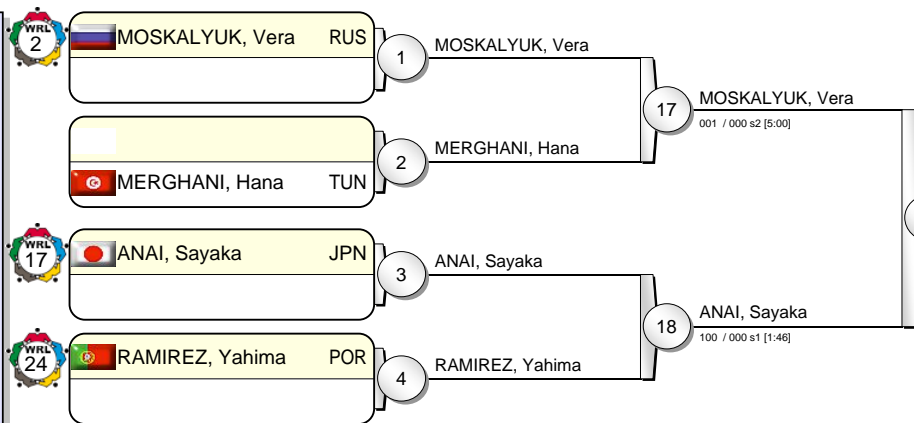 WRL
2
MOSKALYUK, Vera RUS
1
MOSKALYUK, Vera
2
MERGHANI, Hana TUN
MERGHANI, Hana
17
MOSKALYUK, Vera
001 / 000 s2 [5:00]
WRL
17
ANAI, Sayaka JPN
3
ANAI, Sayaka
WRL
24
RAMIREZ, Yahima POR
4
RAMIREZ, Yahima
18
ANAI, Sayaka
100 / 000 s1 [1:46]